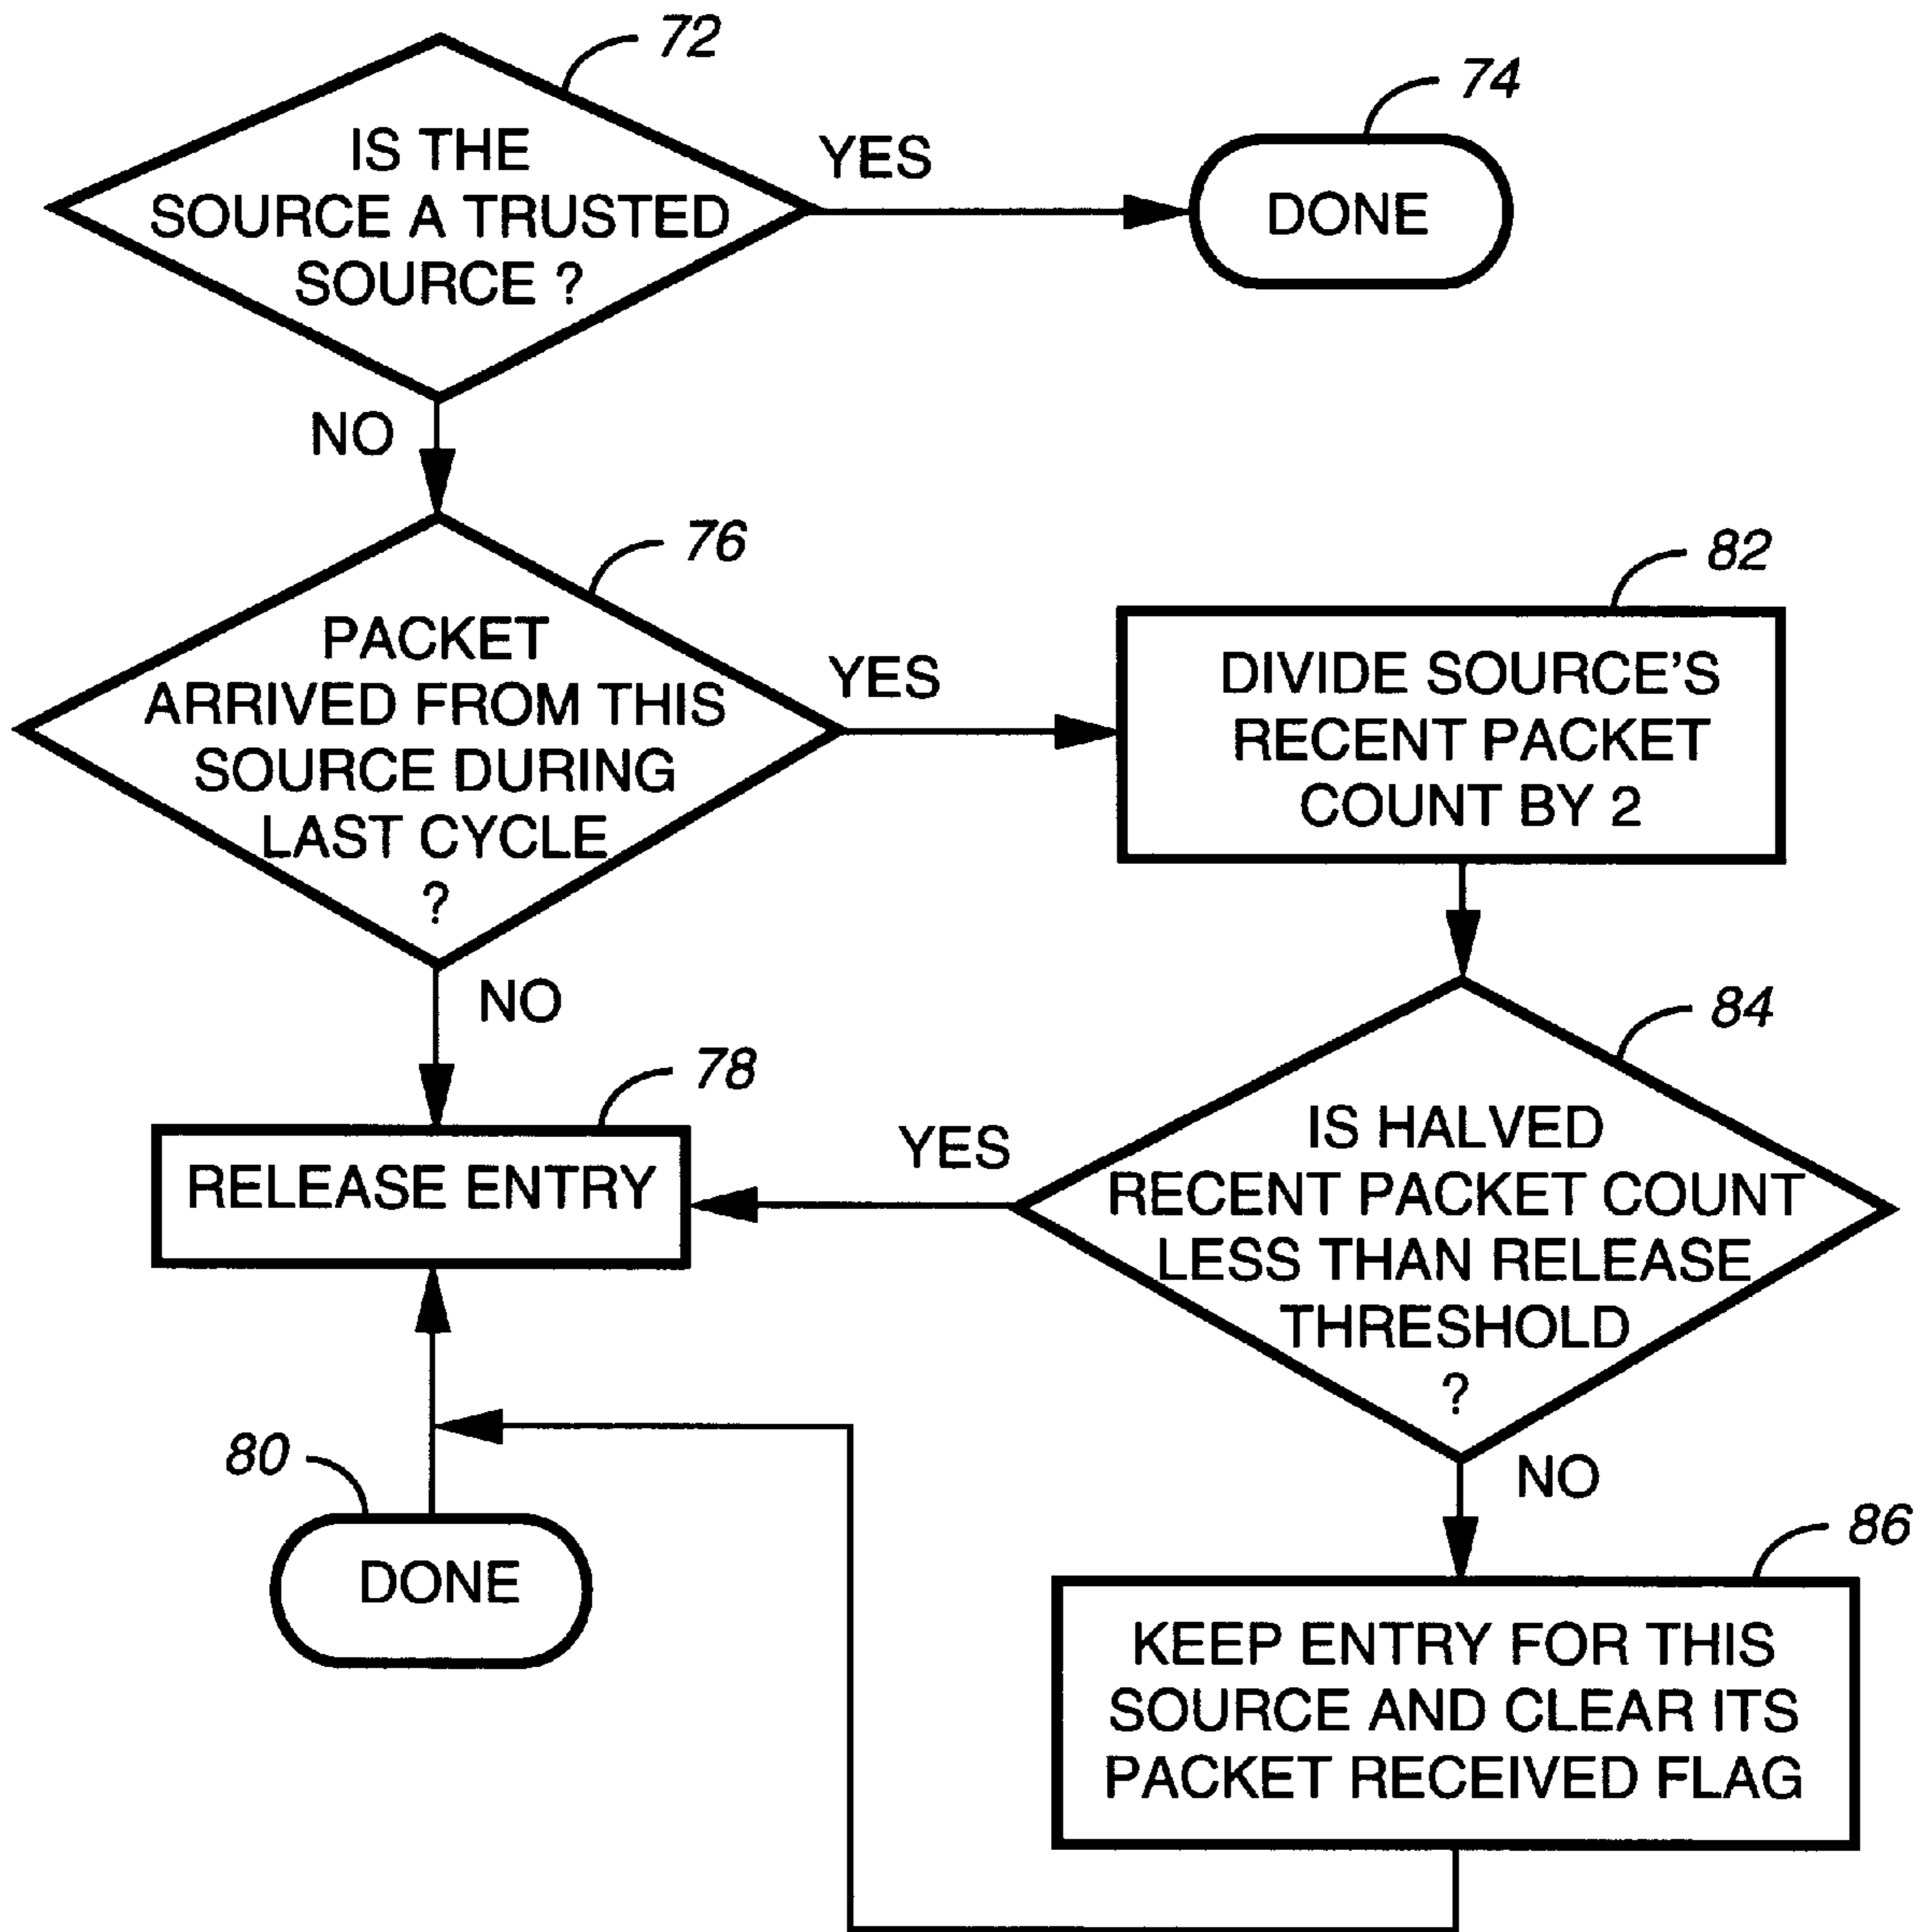 72
IS THE
SOURCE A TRUSTED
SOURCE ?
YES
74
DONE
NO
76
PACKET
ARRIVED FROM THIS
SOURCE DURING
LAST CYCLE
?
YES
82
DIVIDE SOURCE'S
RECENT PACKET
COUNT BY 2
NO
78
RELEASE ENTRY
YES
84
IS HALVED
RECENT PACKET COUNT
LESS THAN RELEASE
THRESHOLD
?
NO
80
DONE
86
KEEP ENTRY FOR THIS
SOURCE AND CLEAR ITS
PACKET RECEIVED FLAG